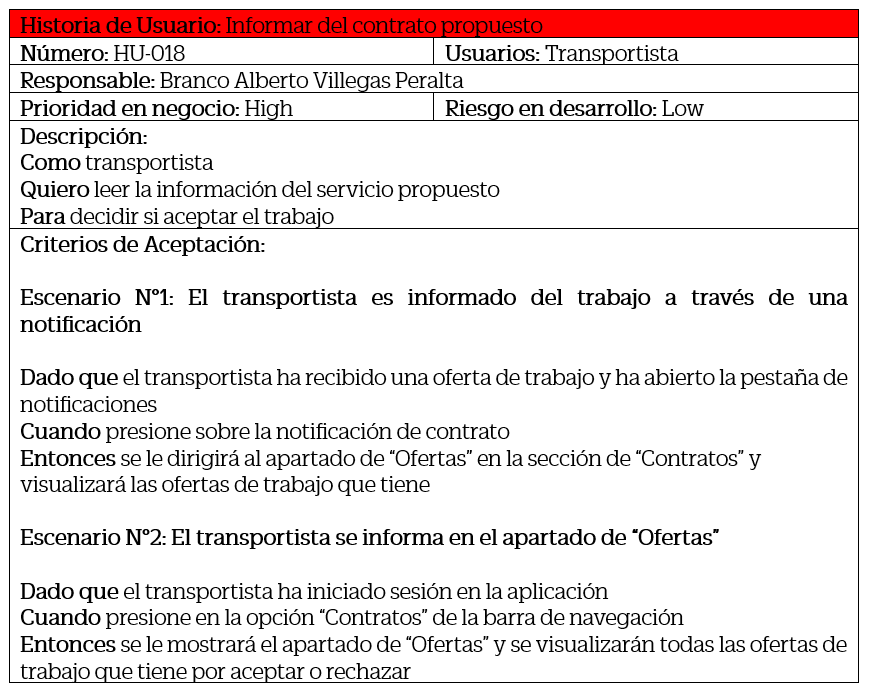 Historia de Usuario: Informar del contrato propuesto
Número: HU-018
Usuarios: Transportista
Responsable: Branco Alberto Villegas Peralta
Prioridad en negocio: High
Riesgo en desarrollo: Low
Descripción:
Como transportista
Quiero leer la información del servicio propuesto
Para decidir si aceptar el trabajo
Criterios de Aceptación:
Escenario N°1: El transportista es informado del trabajo a través de una
notificación
Dado que el transportista ha recibido una oferta de trabajo y ha abierto la pestaña de
notificaciones
Cuando presione sobre la notificación de contrato
Entonces se le dirigirá al apartado de “Ofertas” en la sección de “Contratos” y
visualizará las ofertas de trabajo que tiene
Escenario N°2: El transportista se informa en el apartado de “Ofertas”
Dado que el transportista ha iniciado sesión en la aplicación
Cuando presione en la opción “Contratos” de la barra de navegación
Entonces se le mostrará el apartado de “Ofertas” y se visualizarán todas las ofertas de
trabajo que tiene por aceptar o rechazar